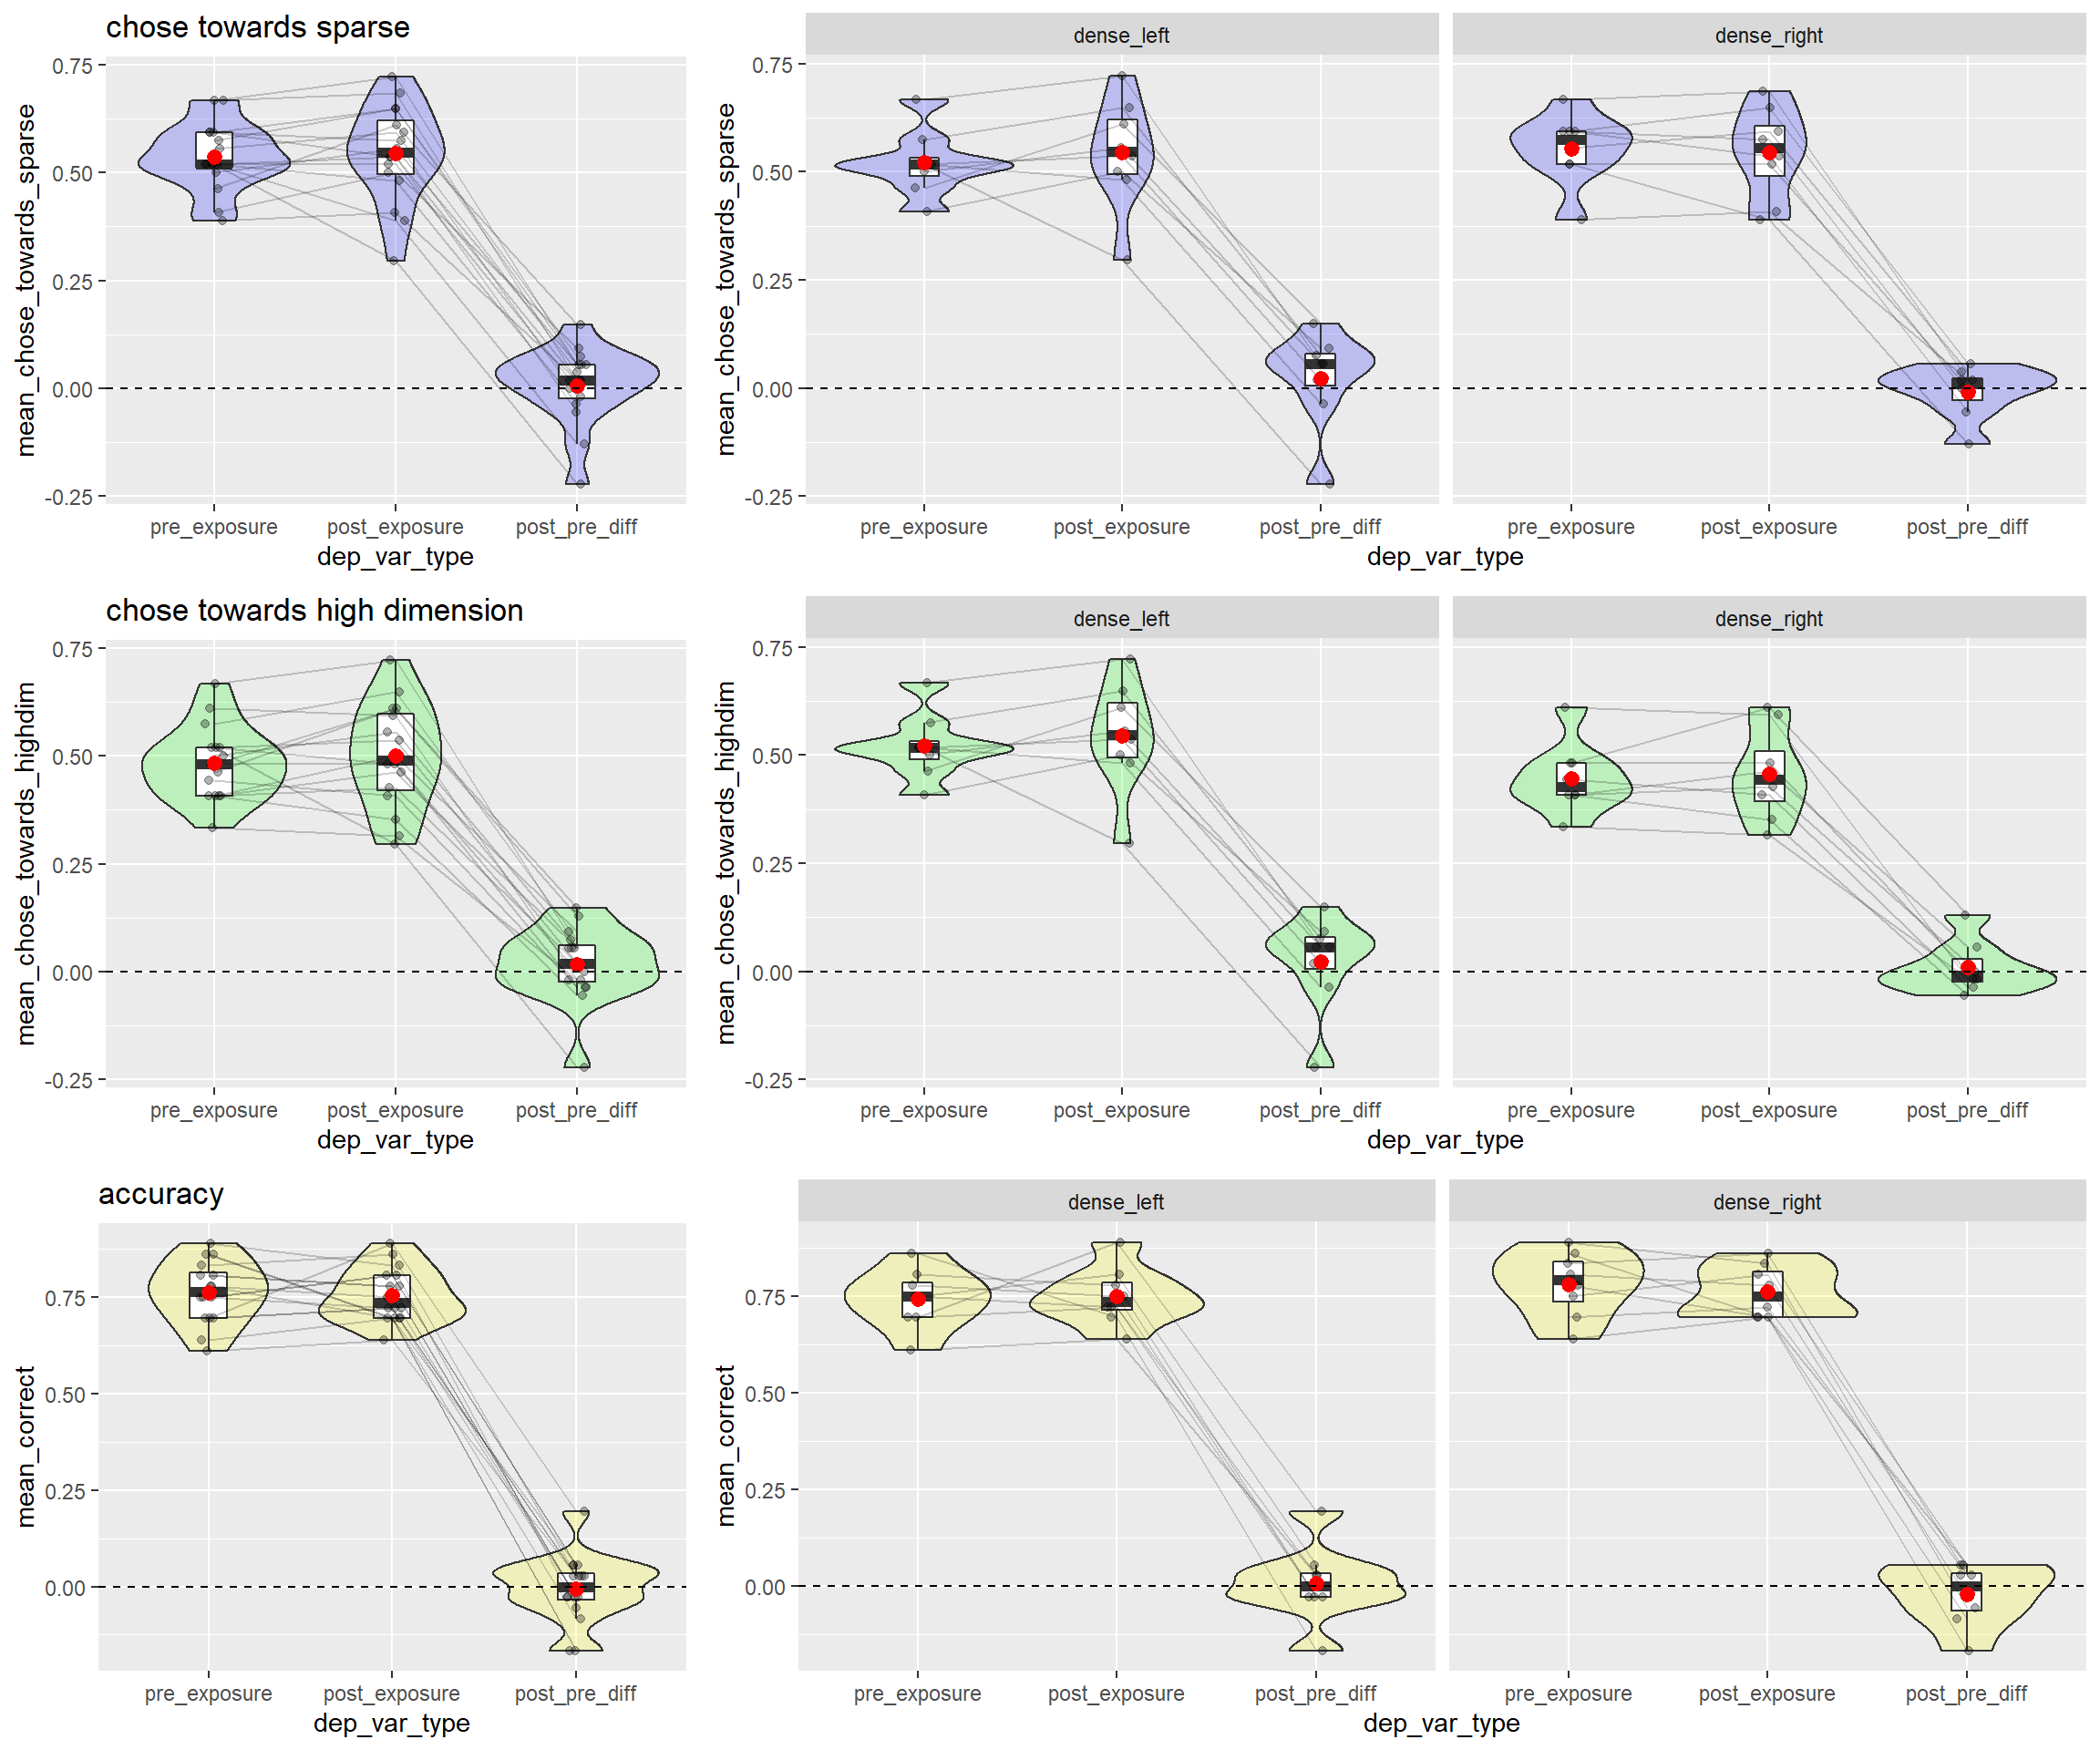 chose towards sparse
mean_chose_towards_sparse
0.75
0.50
0.25
0.00
-0.25
pre_exposure post_exposure post_pre_diff
dep_var_type
dense_left dense_right
mean_chose_towards_sparse
0.75
0.50
0.25
0.00
-0.25
pre_exposure post_exposure post_pre_diff pre_exposure post_exposure post_pre_diff
dep_var_type
chose towards high dimension
mean_chose_towards_highdim
0.75
0.50
0.25
0.00
-0.25
pre_exposure post_exposure post_pre_diff
dep_var_type
dense_left dense_right
mean_chose_towards_highdim
0.75
0.50
0.25
0.00
-0.25
pre_exposure post_exposure post_pre_diff pre_exposure post_exposure post_pre_diff
dep_var_type
accuracy
mean_correct
0.75
0.50
0.25
0.00
pre_exposure post_exposure post_pre_diff
dep_var_type
dense_left dense_right
mean_correct
0.75
0.50
0.25
0.00
pre_exposure post_exposure post_pre_diff pre_exposure post_exposure post_pre_diff
dep_var_type